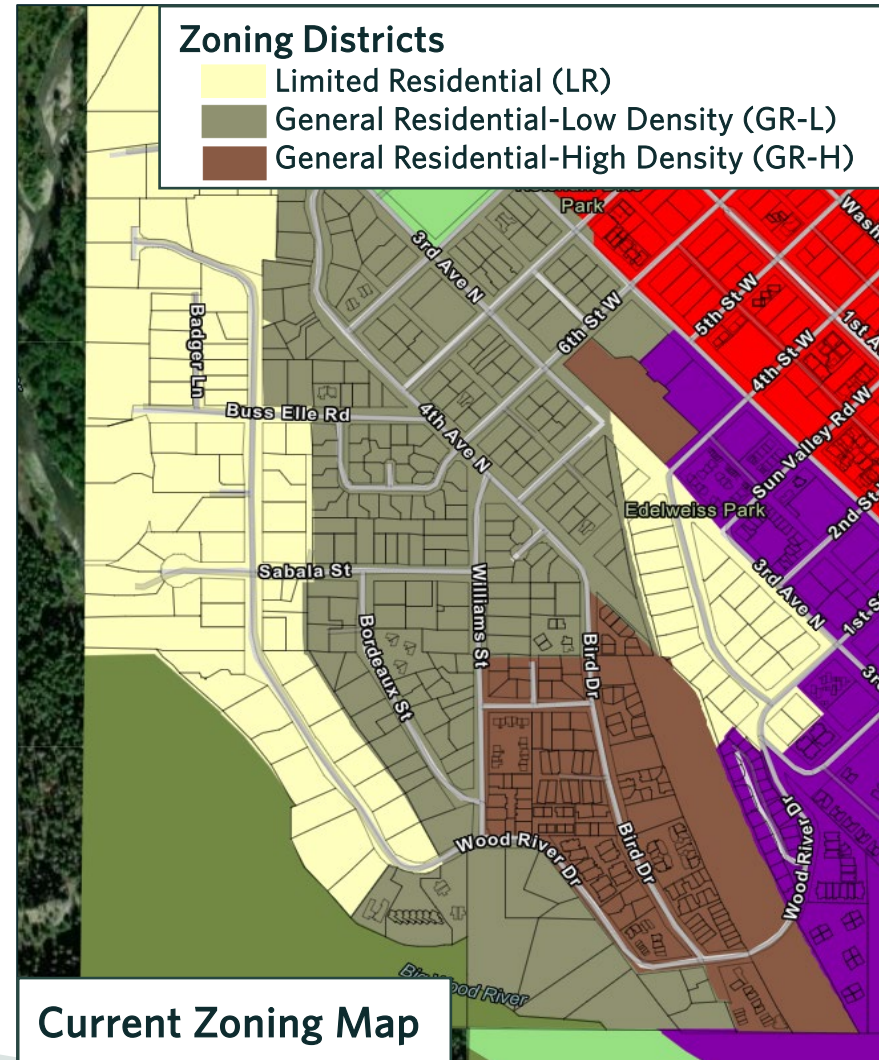 Zoning Districts
Limited Residential (LR)
General Residential-Low Density (GR-L)
General Residential-High Density (GR-H)
Park
3rd Ave N
6th St W
5th St W
4th St W
Sun Valley Rd W
2nd St
1st St
Badger Ln
Buss Elle Rd
4th Ave N
Edelweiss Park
3rd Ave N
Sabala St
Williams St
Bordeaux St
Bird Dr
Wood River Dr
Bird Dr
Wood River Dr
Big Wood River
Current Zoning Map